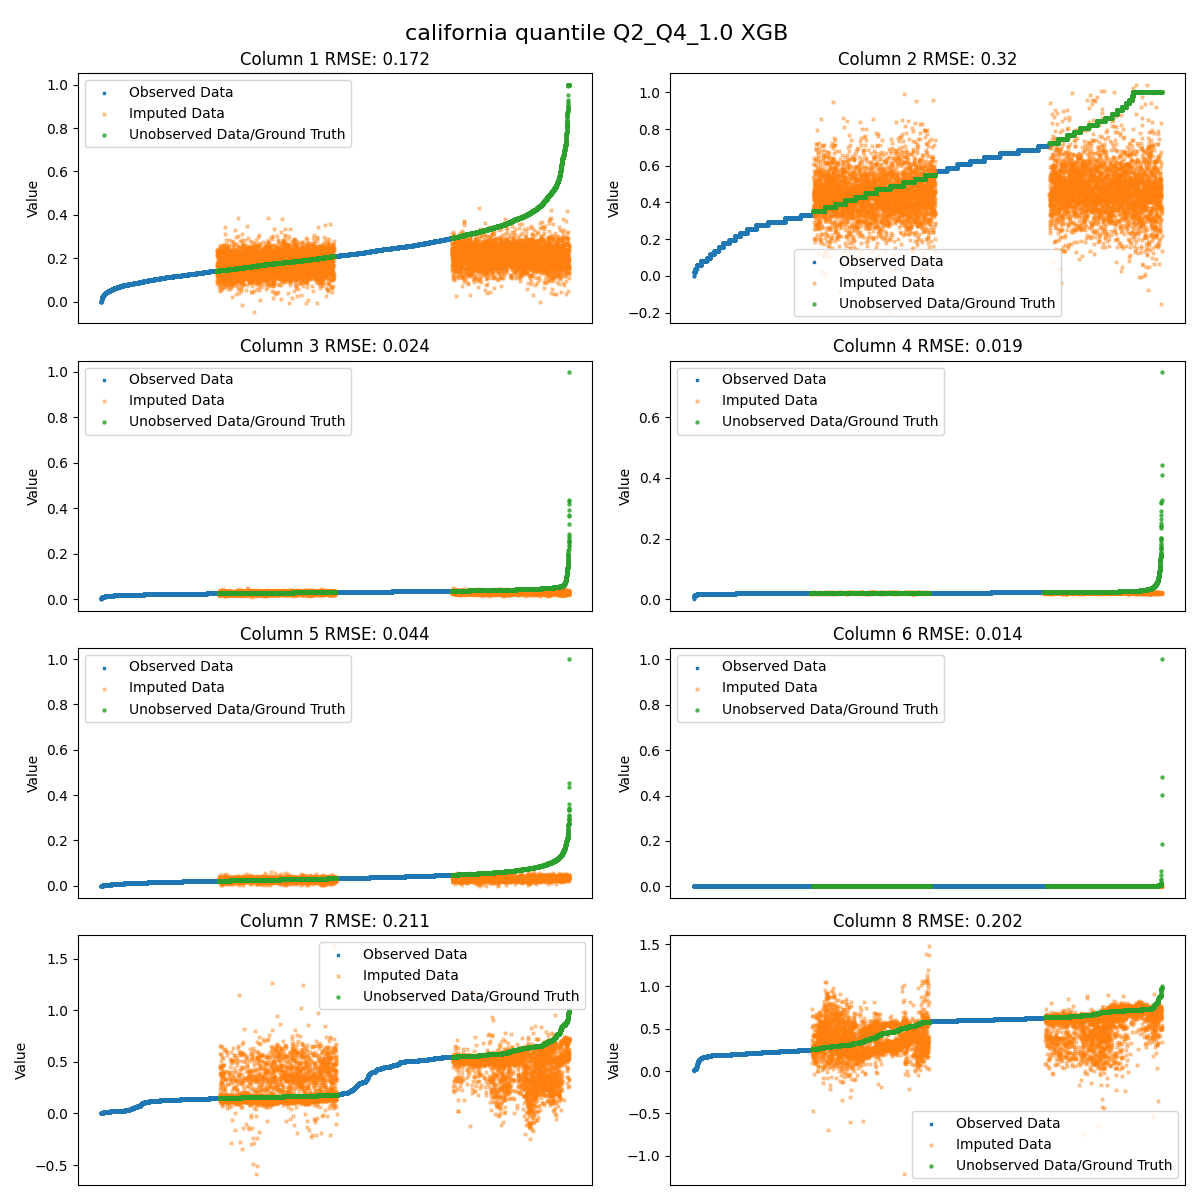 california quantile Q2_Q4_1.0 XGB
Column 1 RMSE: 0.172
Value
1.0
0.8
0.6
0.4
0.2
0.0
Observed Data
Imputed Data
Unobserved Data/Ground Truth
Column 2 RMSE: 0.32
Value
1.0
0.8
0.6
0.4
0.2
0.0
−0.2
Observed Data
Imputed Data
Unobserved Data/Ground Truth
Column 3 RMSE: 0.024
Value
1.0
0.8
0.6
0.4
0.2
0.0
Observed Data
Imputed Data
Unobserved Data/Ground Truth
Column 4 RMSE: 0.019
Value
0.6
0.4
0.2
0.0
Observed Data
Imputed Data
Unobserved Data/Ground Truth
Column 5 RMSE: 0.044
Value
1.0
0.8
0.6
0.4
0.2
0.0
Observed Data
Imputed Data
Unobserved Data/Ground Truth
Column 6 RMSE: 0.014
Value
1.0
0.8
0.6
0.4
0.2
0.0
Observed Data
Imputed Data
Unobserved Data/Ground Truth
Column 7 RMSE: 0.211
Value
1.5
1.0
0.5
0.0
−0.5
Observed Data
Imputed Data
Unobserved Data/Ground Truth
Column 8 RMSE: 0.202
Value
1.5
1.0
0.5
0.0
−0.5
−1.0
Observed Data
Imputed Data
Unobserved Data/Ground Truth